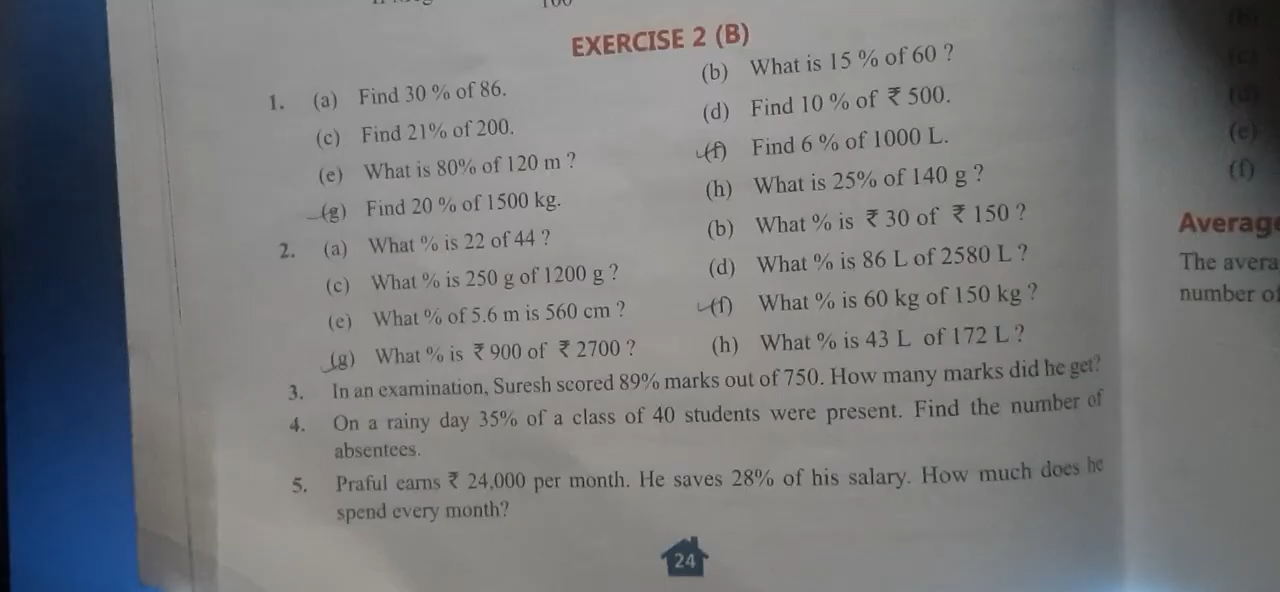 EXERCISE 2 (B)
1. (a) Find 30 % of 86. (b) What is 15 % of 60 ?
(c) Find 21% of 200. (d) Find 10 % of ₹ 500.
(e) What is 80% of 120 m ? (f) Find 6 % of 1000 L.
(g) Find 20 % of 1500 kg. (h) What is 25% of 140 g ?
2. (a) What % is 22 of 44 ? (b) What % is ₹ 30 of ₹ 150 ?
(c) What % is 250 g of 1200 g ? (d) What % is 86 L of 2580 L ?
(e) What % of 5.6 m is 560 cm ? (f) What % is 60 kg of 150 kg ?
(g) What % is ₹ 900 of ₹ 2700 ? (h) What % is 43 L of 172 L ?
3. In an examination, Suresh scored 89% marks out of 750. How many marks did he get?
4. On a rainy day 35% of a class of 40 students were present. Find the number of
absentees.
5. Praful earns ₹ 24,000 per month. He saves 28% of his salary. How much does he
spend every month?
24
(e)
(f)
Average
The avera
number of